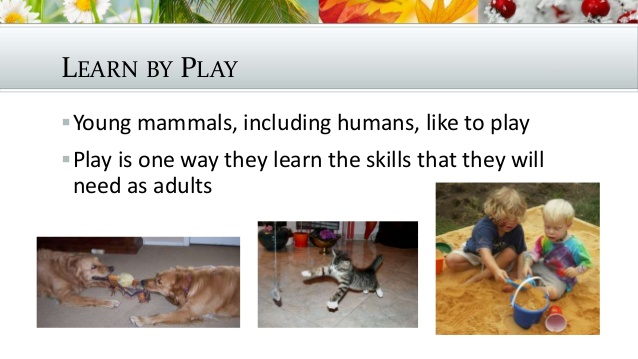 LEARN BY PLAY
▪Young mammals, including humans, like to play
▪Play is one way they learn the skills that they will
need as adults